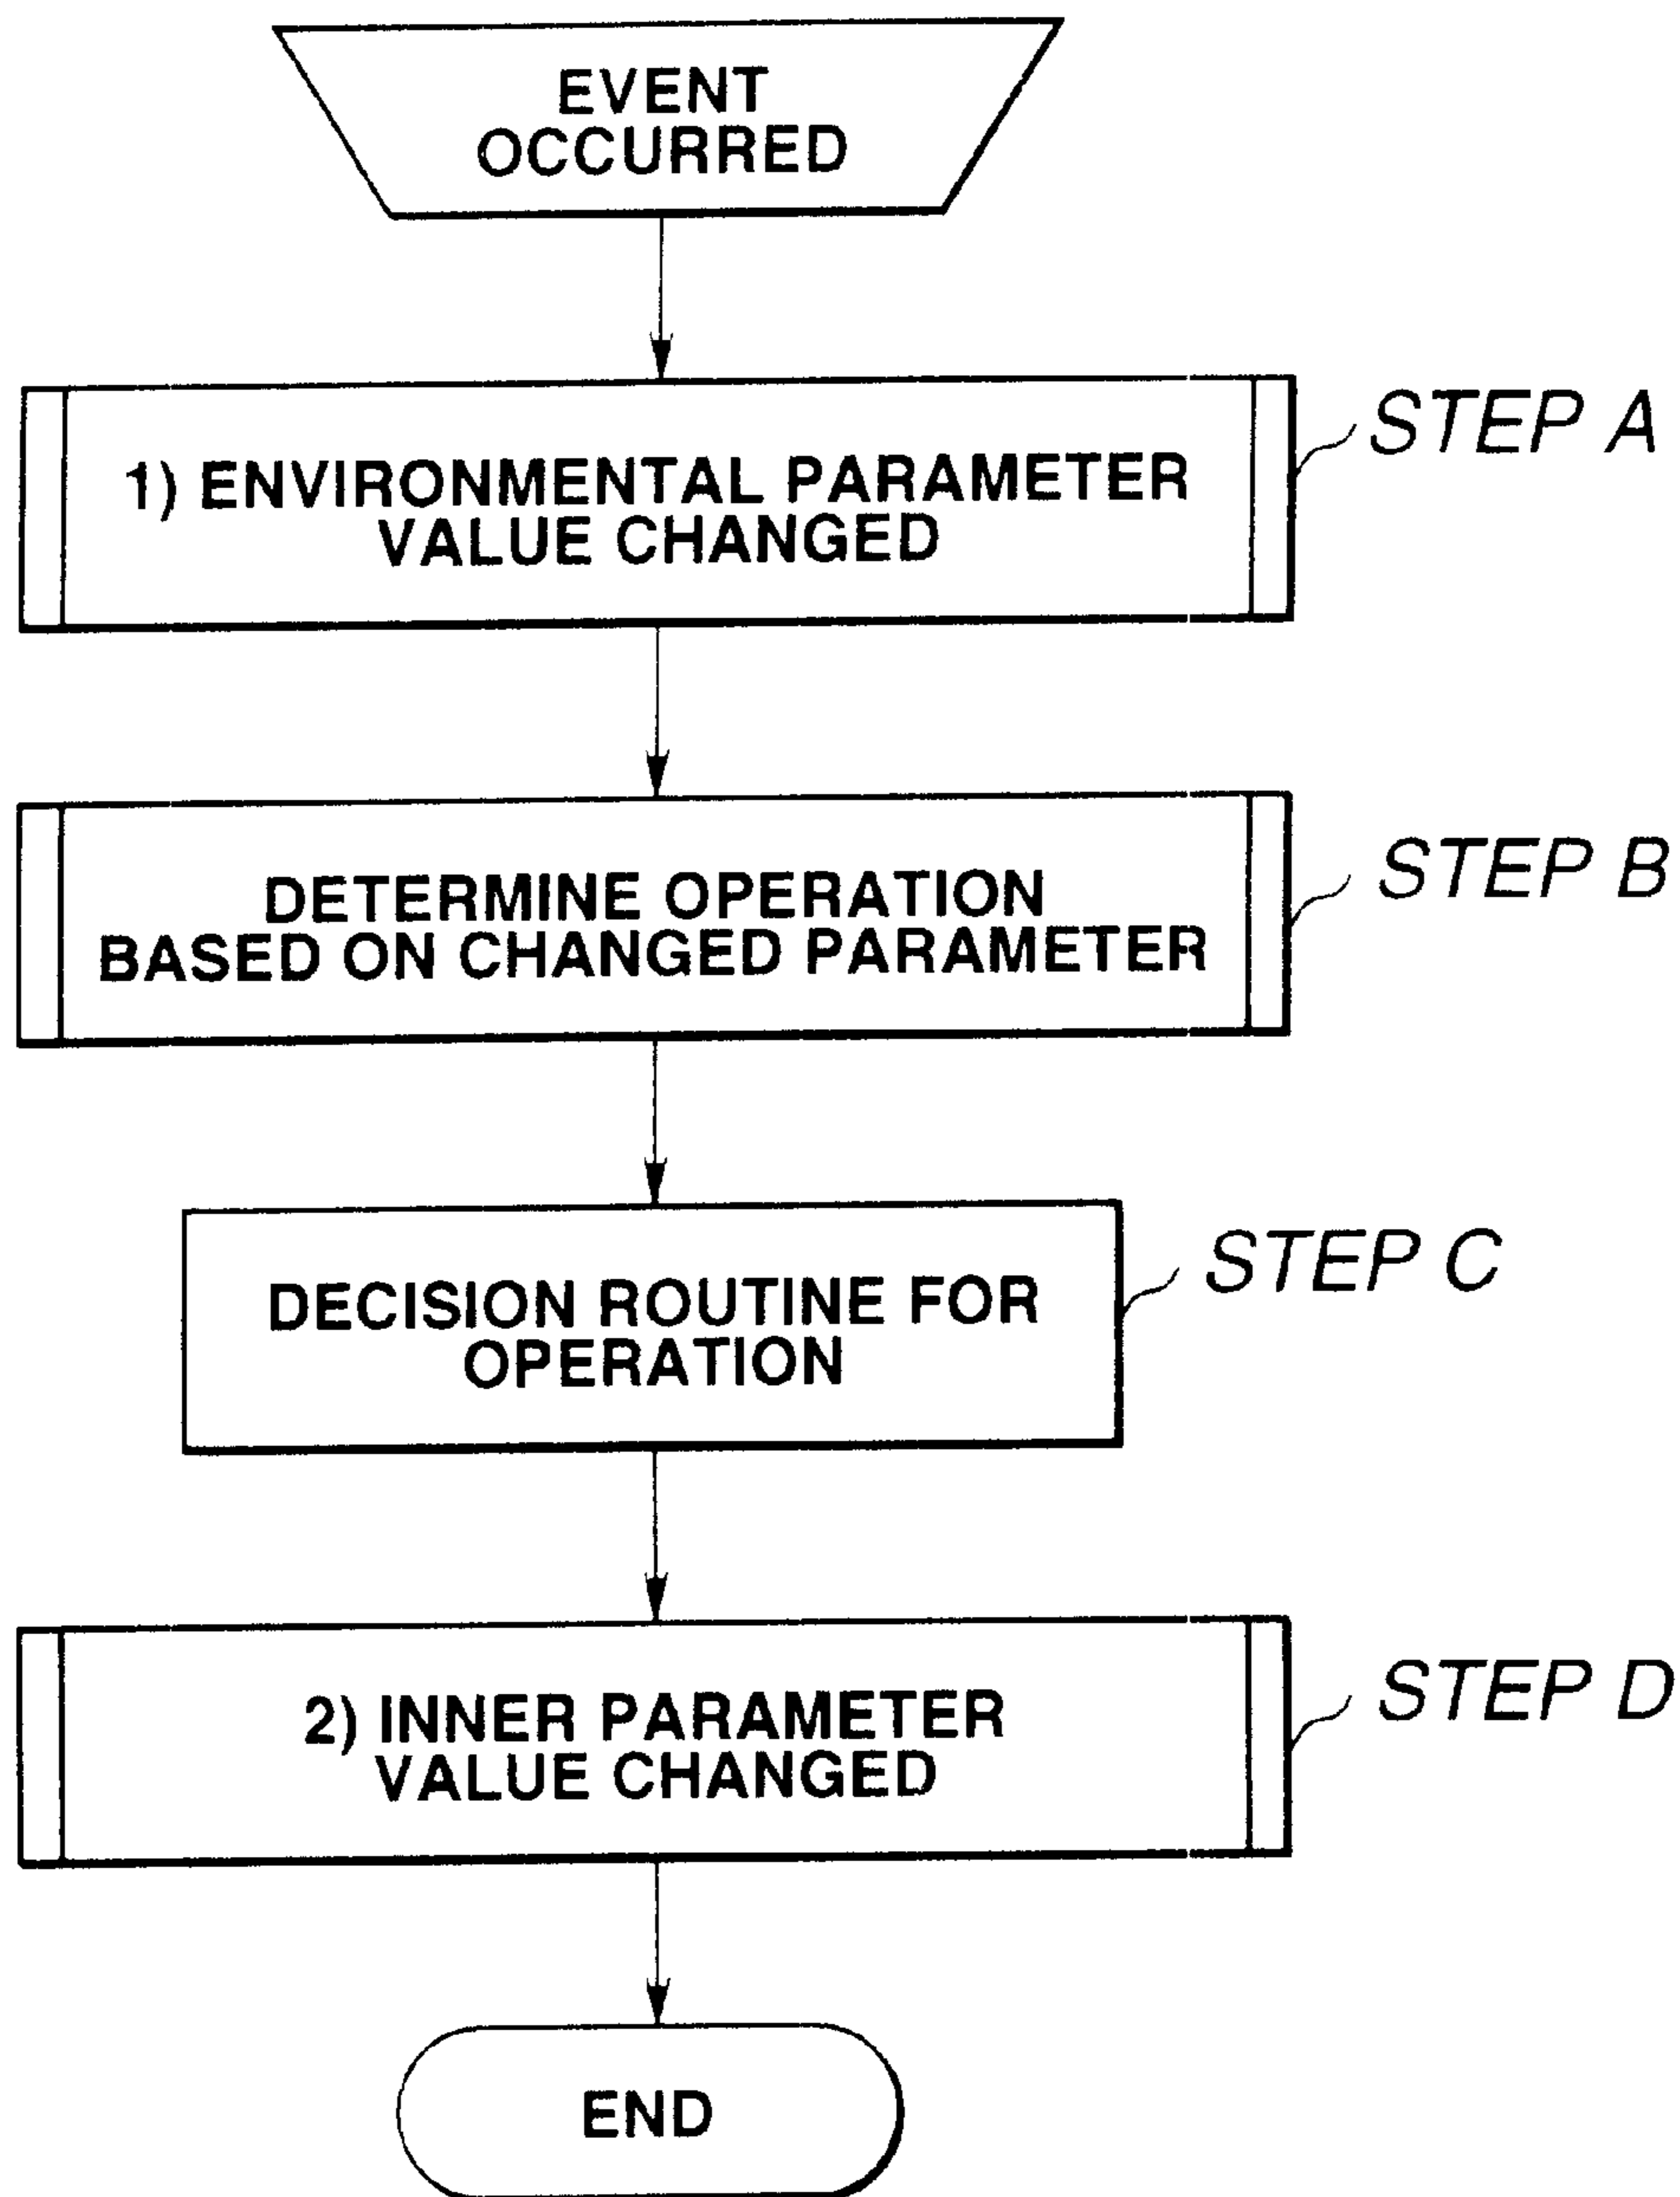 EVENT
OCCURRED
1) ENVIRONMENTAL PARAMETER
VALUE CHANGED
STEP A
DETERMINE OPERATION
BASED ON CHANGED PARAMETER
STEP B
DECISION ROUTINE FOR
OPERATION
STEP C
2) INNER PARAMETER
VALUE CHANGED
STEP D
END